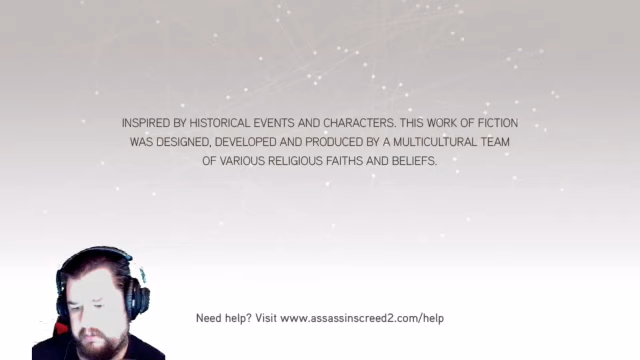 INSPIRED BY HISTORICAL EVENTS AND CHARACTERS. THIS WORK OF FICTION
WAS DESIGNED, DEVELOPED AND PRODUCED BY A MULTICULTURAL TEAM
OF VARIOUS RELIGIOUS FAITHS AND BELIEFS.
Need help? Visit www.assassinscreed2.com/help